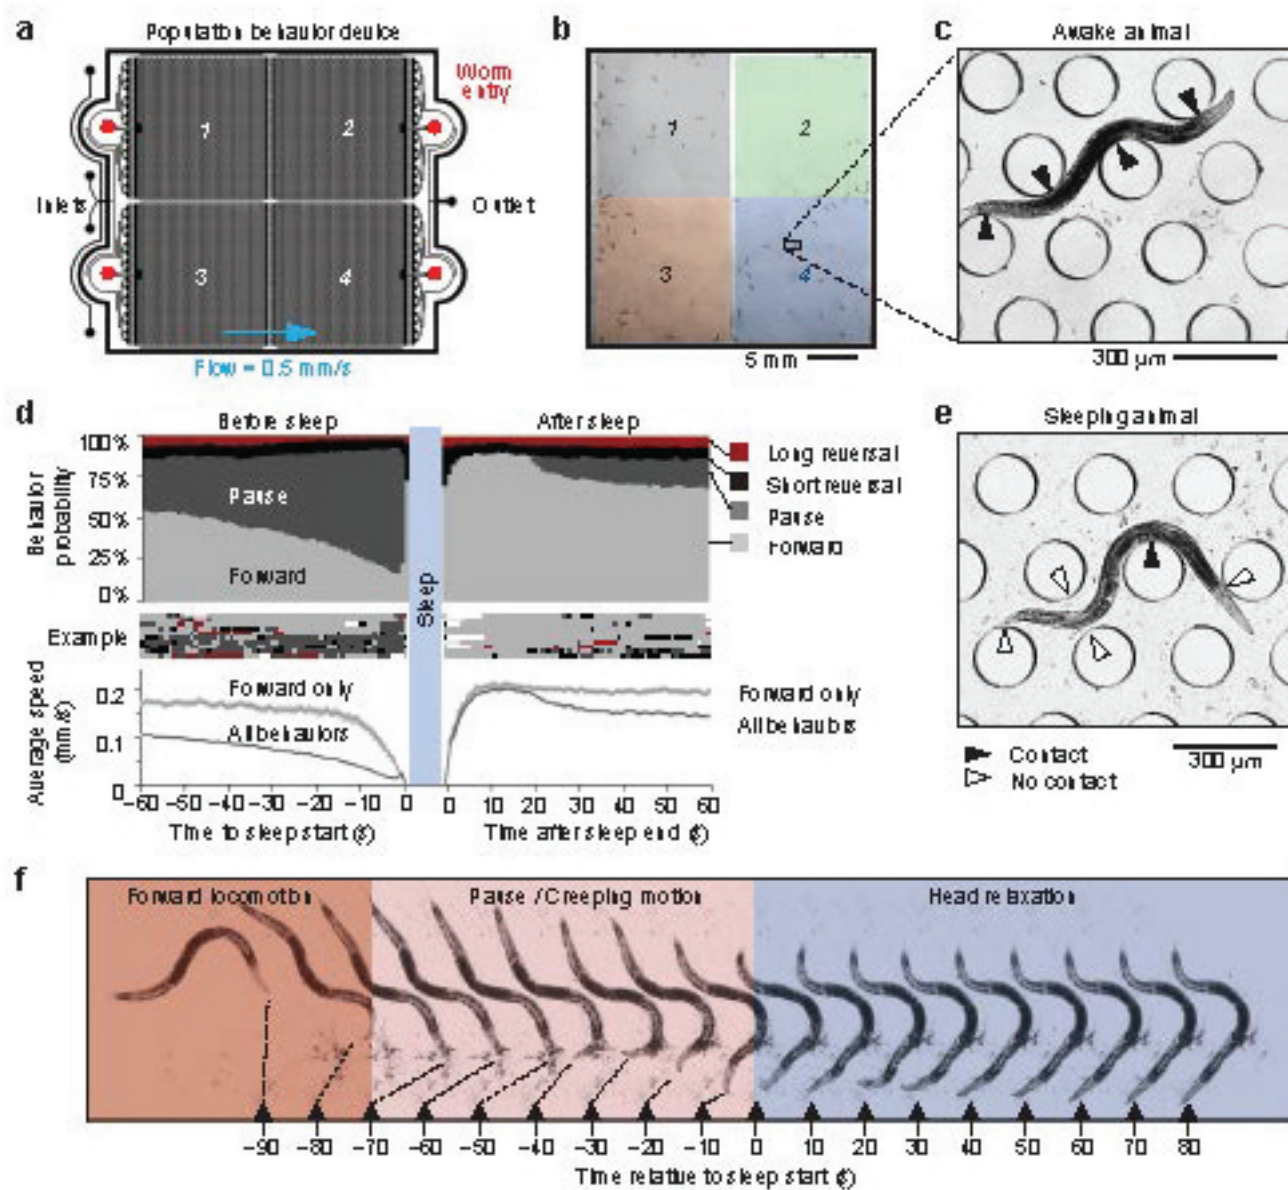 a
Population behavior device
Worm
entry
1
2
Inlets
Outlet
3
4
Flow = 0.5 mm/s
b
1
2
3
4
5 mm
c
Awake animal
300 µm
d
Before sleep
After sleep
100%
75%
50%
25%
0%
Behavior
probability
Pause
Forward
Sleep
Long reversal
Short reversal
Pause
Forward
Example
Average speed
(mm/s)
0.2
0.1
0
Forward only
All behaviors
Forward only
All behaviors
−60 −50 −40 −30 −20 −10 0
0 10 20 30 40 50 60
Time to sleep start (s)
Time after sleep end (s)
e
Sleeping animal
Contact
No contact
300 µm
f
Forward locomotion
Pause / Creeping motion
Head relaxation
−90 −80 −70 −60 −50 −40 −30 −20 −10 0 10 20 30 40 50 60 70 80
Time relative to sleep start (s)